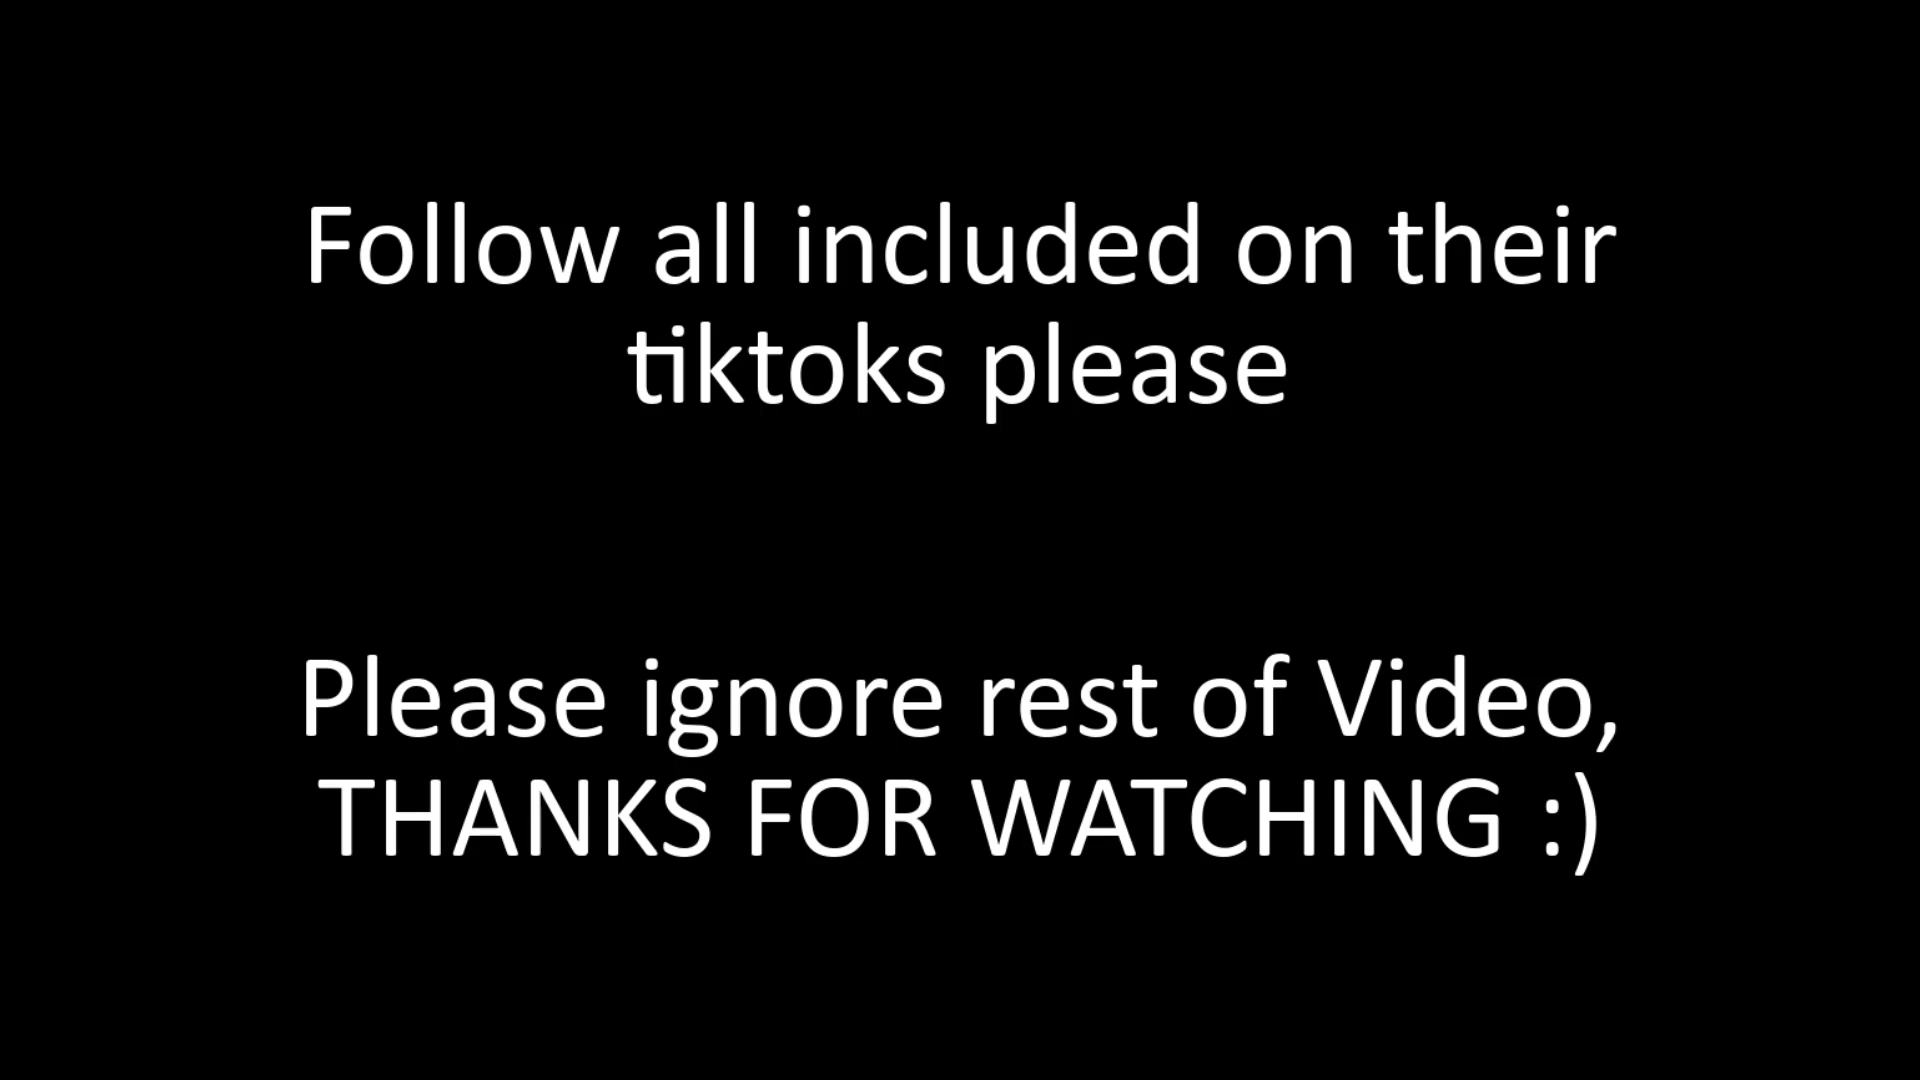 Follow all included on their
tiktoks please
Please ignore rest of Video,
THANKS FOR WATCHING :)